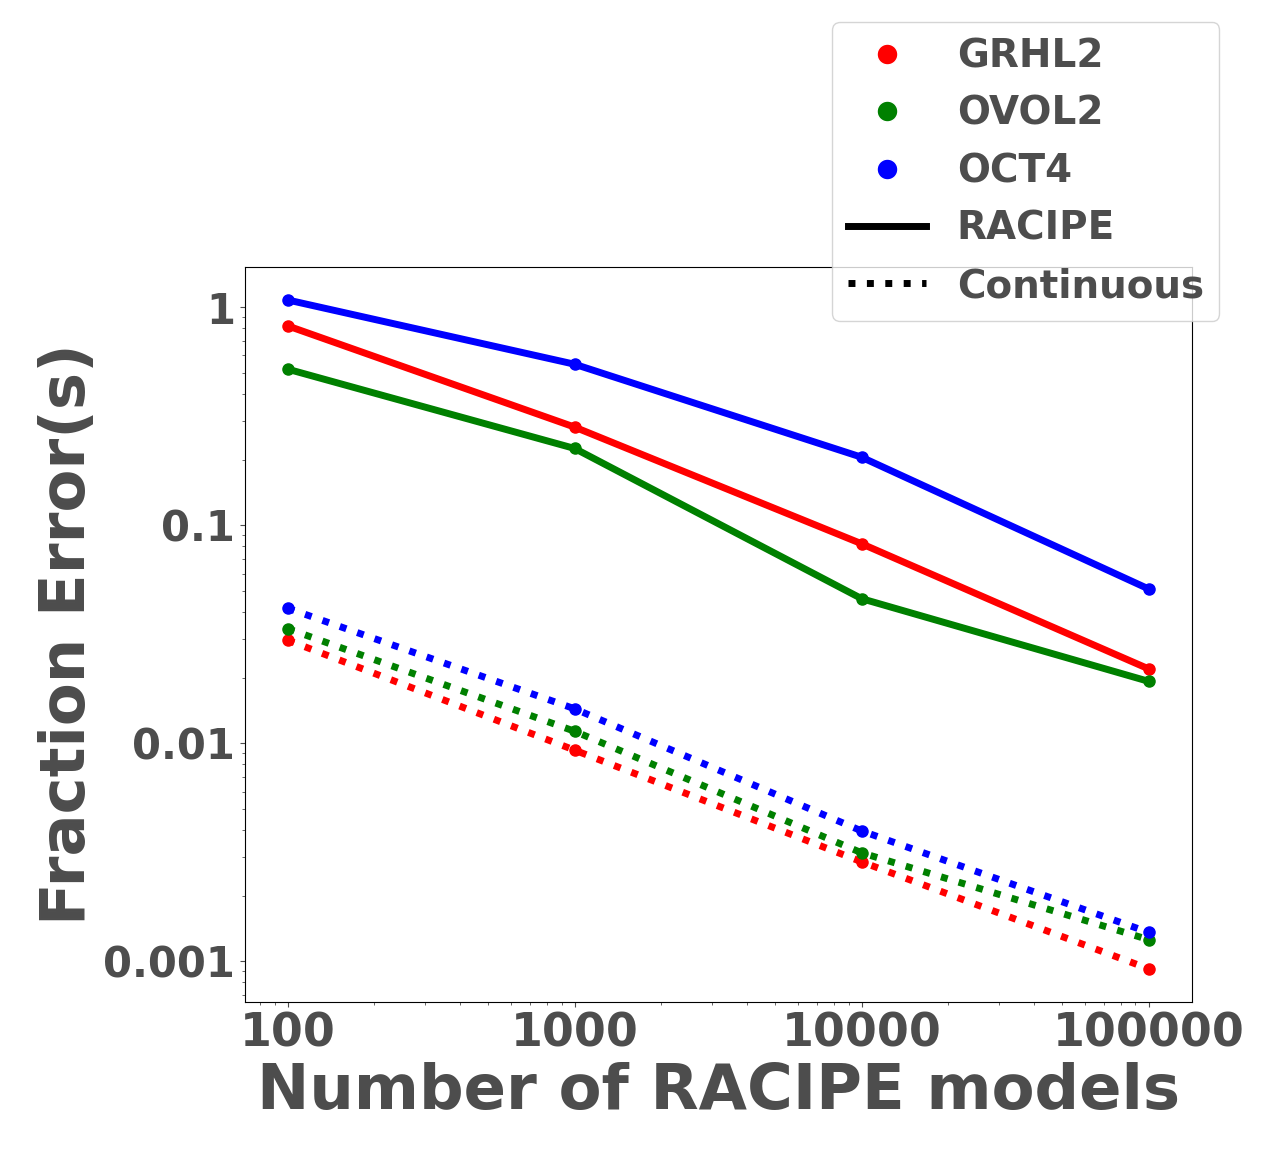 GRHL2
OVOL2
OCT4
RACIPE
Continuous
Fraction Error(s)
1
0.1
0.01
0.001
100 1000 10000 100000
Number of RACIPE models